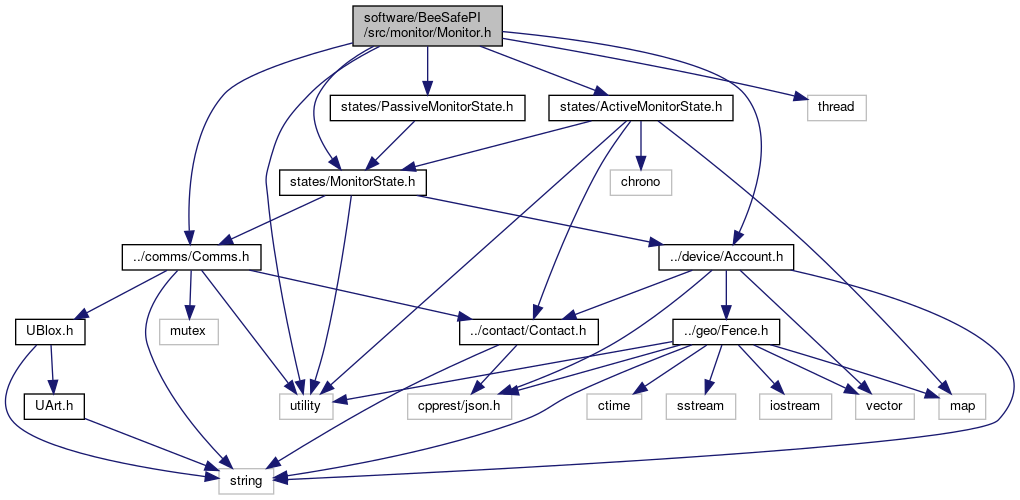 software/BeeSafePI
/src/monitor/Monitor.h
states/PassiveMonitorState.h
states/ActiveMonitorState.h
thread
states/MonitorState.h
chrono
../comms/Comms.h
../device/Account.h
UBlox.h
mutex
../contact/Contact.h
../geo/Fence.h
UArt.h
utility
cpprest/json.h
ctime
sstream
iostream
vector
map
string